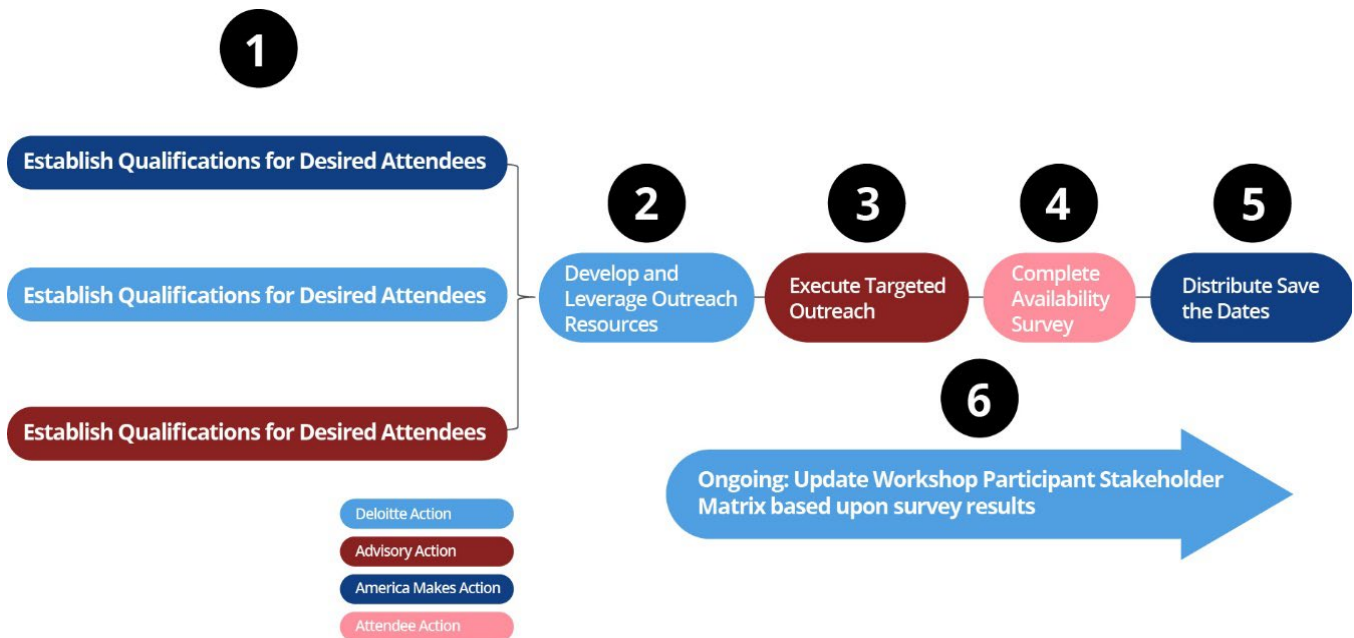 1
Establish Qualifications for Desired Attendees
Establish Qualifications for Desired Attendees
Establish Qualifications for Desired Attendees
2
Develop and
Leverage Outreach
Resources
3
Execute Targeted
Outreach
4
Complete
Availability
Survey
5
Distribute Save
the Dates
6
Ongoing: Update Workshop Participant Stakeholder
Matrix based upon survey results
Deloitte Action
Advisory Action
America Makes Action
Attendee Action